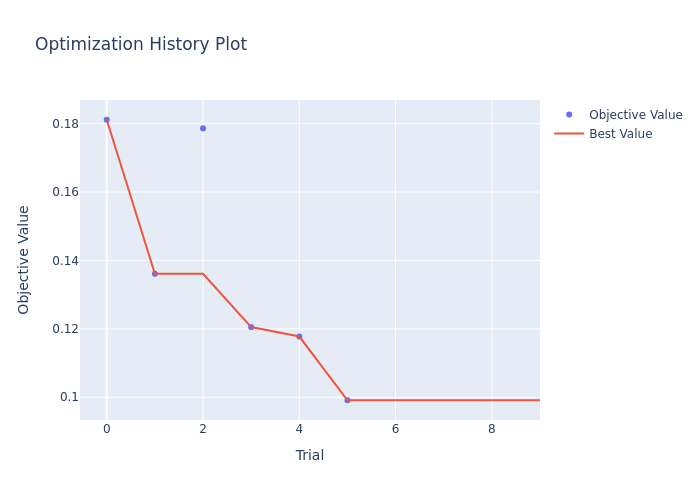 Optimization History Plot
Objective Value
Best Value
0.18
0.16
0.14
0.12
0.1
Objective Value
0
2
4
6
8
Trial